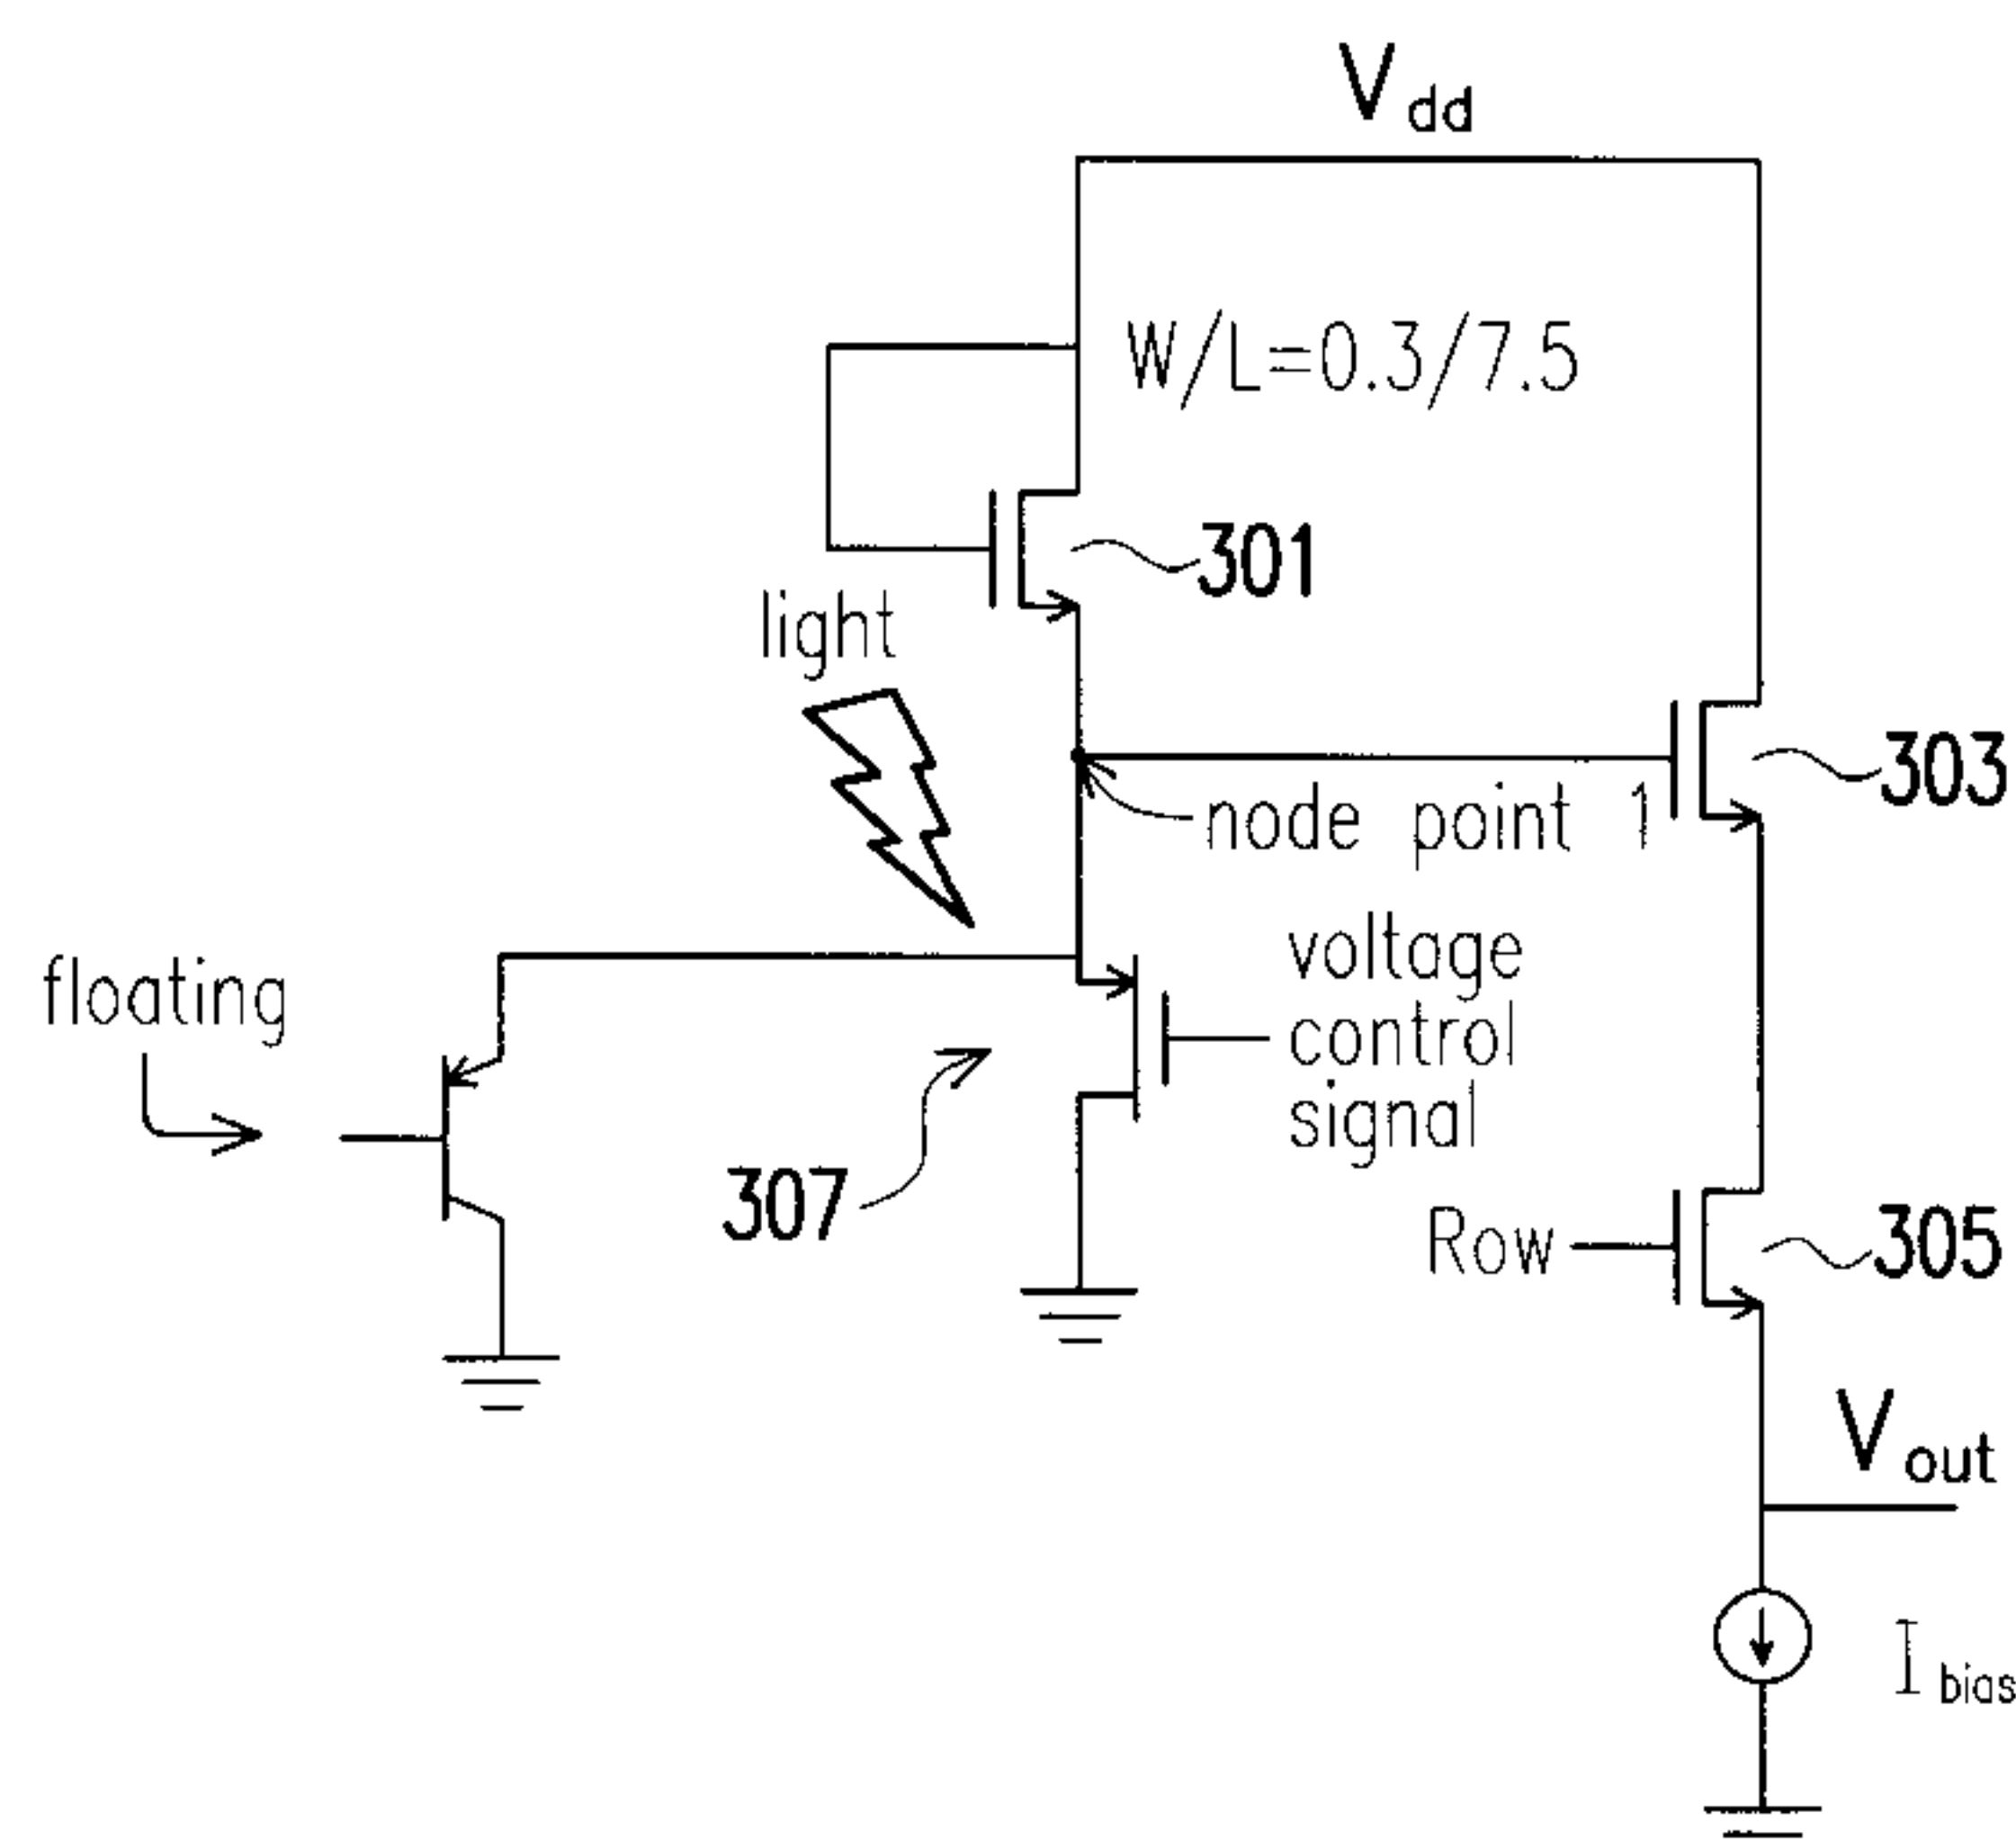 Vdd
W/L=0.3/7.5
301
light
303
node point 1
floating
voltage
control
signal
307
Row
305
Vout
Ibias